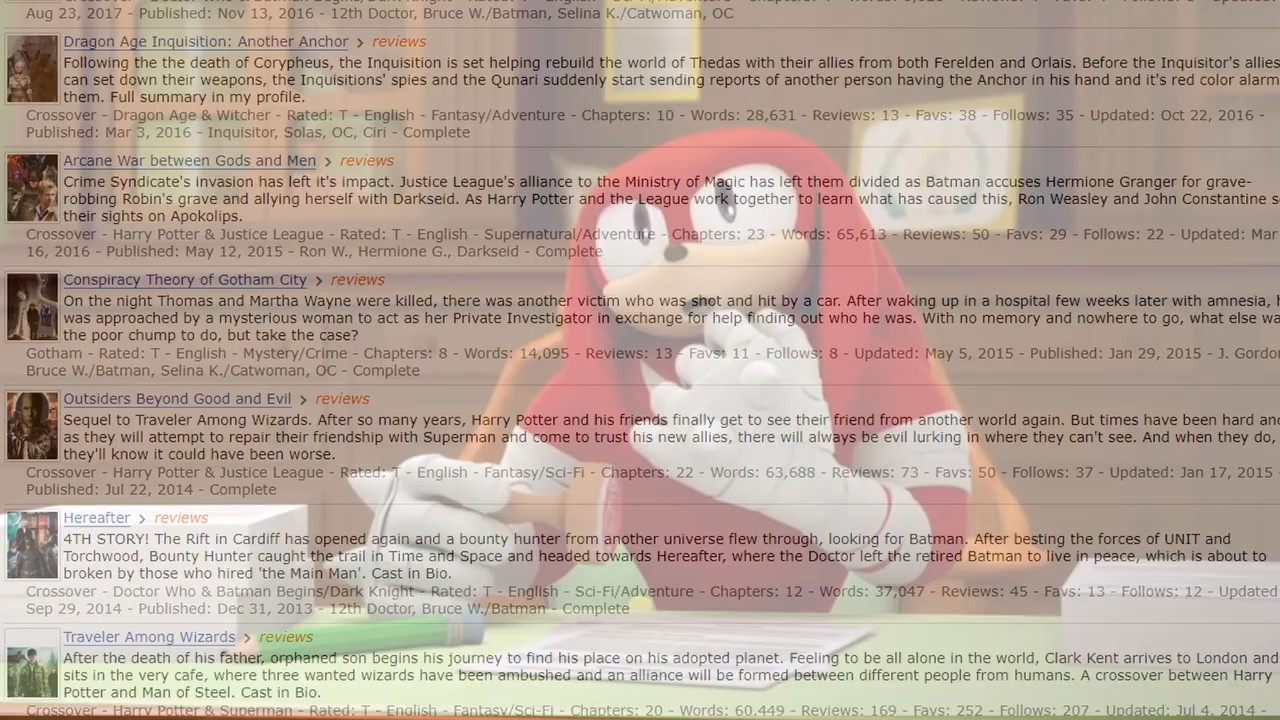 Aug 23, 2017 - Published: Nov 13, 2016 - 12th Doctor, Bruce W./Batman, Selina K./Catwoman, OC
Dragon Age Inquisition: Another Anchor > reviews
Following the the death of Corypheus, the Inquisition is set helping rebuild the world of Thedas with their allies from both Ferelden and Orlais. Before the Inquisitor's allies
can set down their weapons, the Inquisitions' spies and the Qunari suddenly start sending reports of another person having the Anchor in his hand and it's red color alarm
them. Full summary in my profile.
Crossover - Dragon Age & Witcher - Rated: T - English - Fantasy/Adventure - Chapters: 10 - Words: 28,631 - Reviews: 13 - Favs: 38 - Follows: 35 - Updated: Oct 22, 2016 -
Published: Mar 3, 2016 - Inquisitor, Solas, OC, Ciri - Complete
Arcane War between Gods and Men > reviews
Crime Syndicate's invasion has left it's impact. Justice League's alliance to the Ministry of Magic has left them divided as Batman accuses Hermione Granger for grave-
robbing Robin's grave and allying herself with Darkseid. As Harry Potter and the League work together to learn what has caused this, Ron Weasley and John Constantine s
their sights on Apokolips.
Crossover - Harry Potter & Justice League - Rated: T - English - Supernatural/Adventure - Chapters: 23 - Words: 65,613 - Reviews: 50 - Favs: 29 - Follows: 22 - Updated: Mar
16, 2016 - Published: May 12, 2015 - Ron W., Hermione G., Darkseid - Complete
Conspiracy Theory of Gotham City > reviews
On the night Thomas and Martha Wayne were killed, there was another victim who was shot and hit by a car. After waking up in a hospital few weeks later with amnesia, h
was approached by a mysterious woman to act as her Private Investigator in exchange for help finding out who he was. With no memory and nowhere to go, what else wa
the poor chump to do, but take the case?
Gotham - Rated: T - English - Mystery/Crime - Chapters: 8 - Words: 14,095 - Reviews: 13 - Favs: 11 - Follows: 8 - Updated: May 5, 2015 - Published: Jan 29, 2015 - J. Gordo
Bruce W./Batman, Selina K./Catwoman, OC - Complete
Outsiders Beyond Good and Evil > reviews
Sequel to Traveler Among Wizards. After so many years, Harry Potter and his friends finally get to see their friend from another world again. But times have been hard and
as they will attempt to repair their friendship with Superman and come to trust his new allies, there will always be evil lurking in where they can't see. And when they do,
they'll know it could have been worse.
Crossover - Harry Potter & Justice League - Rated: T - English - Fantasy/Sci-Fi - Chapters: 22 - Words: 63,688 - Reviews: 73 - Favs: 50 - Follows: 37 - Updated: Jan 17, 2015
Published: Jul 22, 2014 - Complete
Hereafter > reviews
4TH STORY! The Rift in Cardiff has opened again and a bounty hunter from another universe flew through, looking for Batman. After besting the forces of UNIT and
Torchwood, Bounty Hunter caught the trail in Time and Space and headed towards Hereafter, where the Doctor left the retired Batman to live in peace, which is about to
broken by those who hired 'the Main Man'. Cast in Bio.
Crossover - Doctor Who & Batman Begins/Dark Knight - Rated: T - English - Sci-Fi/Adventure - Chapters: 12 - Words: 37,047 - Reviews: 45 - Favs: 13 - Follows: 12 - Updated
Sep 29, 2014 - Published: Dec 31, 2013 - 12th Doctor, Bruce W./Batman - Complete
Traveler Among Wizards > reviews
After the death of his father, orphaned son begins his journey to find his place on his adopted planet. Feeling to be all alone in the world, Clark Kent arrives to London and
sits in the very cafe, where three wanted wizards have been ambushed and an alliance will be formed between different people from humans. A crossover between Harry
Potter and Man of Steel. Cast in Bio.
Crossover - Harry Potter & Superman - Rated: T - English - Fantasy/Sci-Fi - Chapters: 20 - Words: 60,449 - Reviews: 169 - Favs: 252 - Follows: 207 - Updated: Jul 4, 2014 -